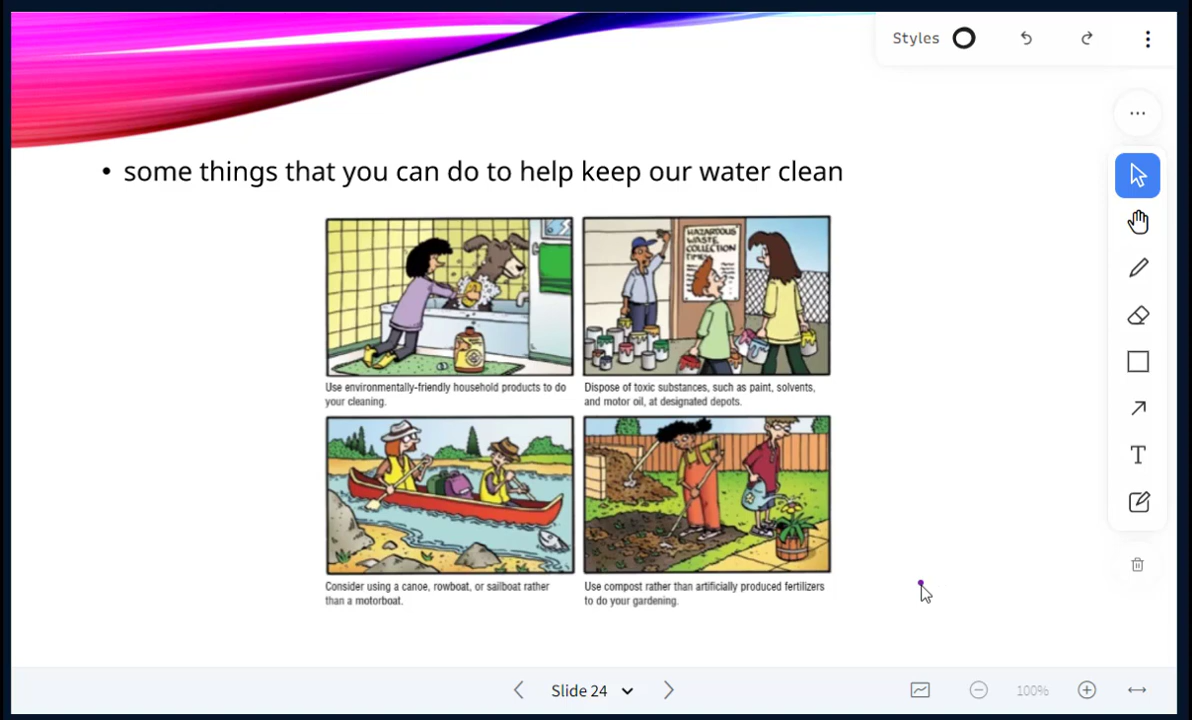 Styles
• some things that you can do to help keep our water clean
HAZARDOUS
WASTE
COLLECTION
TIMES
Use environmentally-friendly household products to do
your cleaning.
Dispose of toxic substances, such as paint, solvents,
and motor oil, at designated depots.
Consider using a canoe, rowboat, or sailboat rather
than a motorboat.
Use compost rather than artificially produced fertilizers
to do your gardening.
Slide 24
100%